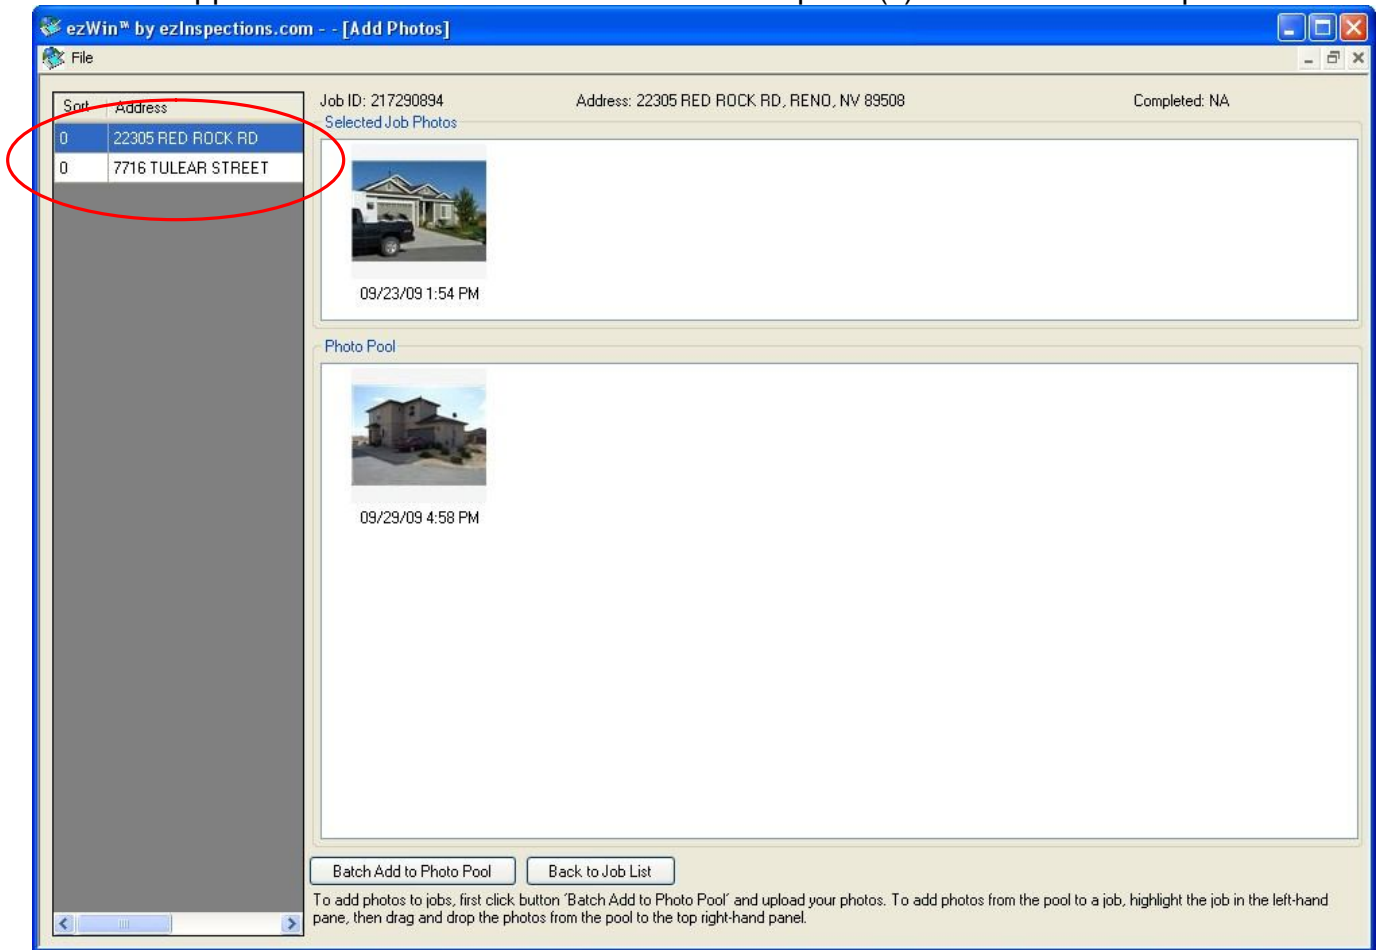 ezWin™ by ezInspections.com - - [Add Photos]
File
Sort Address
0 22305 RED ROCK RD
0 7716 TULEAR STREET
Job ID: 217290894 Address: 22305 RED ROCK RD, RENO, NV 89508 Completed: NA
Selected Job Photos
09/23/09 1:54 PM
Photo Pool
09/29/09 4:58 PM
Batch Add to Photo Pool Back to Job List
To add photos to jobs, first click button ‘Batch Add to Photo Pool’ and upload your photos. To add photos from the pool to a job, highlight the job in the left-hand
pane, then drag and drop the photos from the pool to the top right-hand panel.